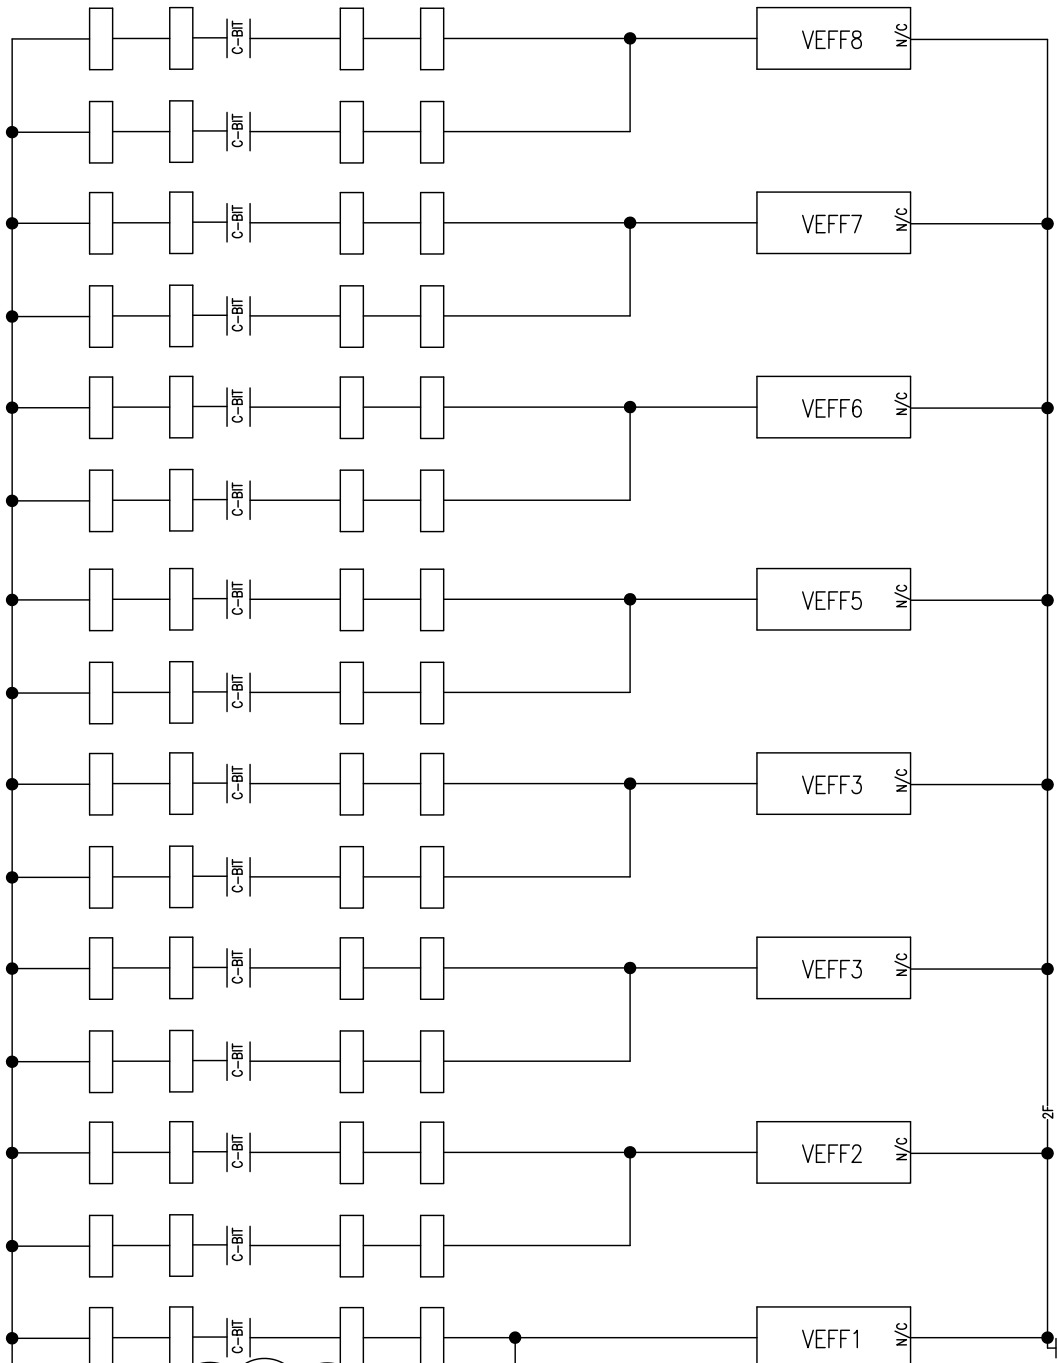 C-BIT VEFF8 N/C
C-BIT
C-BIT VEFF7 N/C
C-BIT
C-BIT VEFF6 N/C
C-BIT
C-BIT VEFF5 N/C
C-BIT
C-BIT VEFF3 N/C
C-BIT
C-BIT VEFF3 N/C
C-BIT
2F
C-BIT VEFF2 N/C
C-BIT
C-BIT VEFF1 N/C